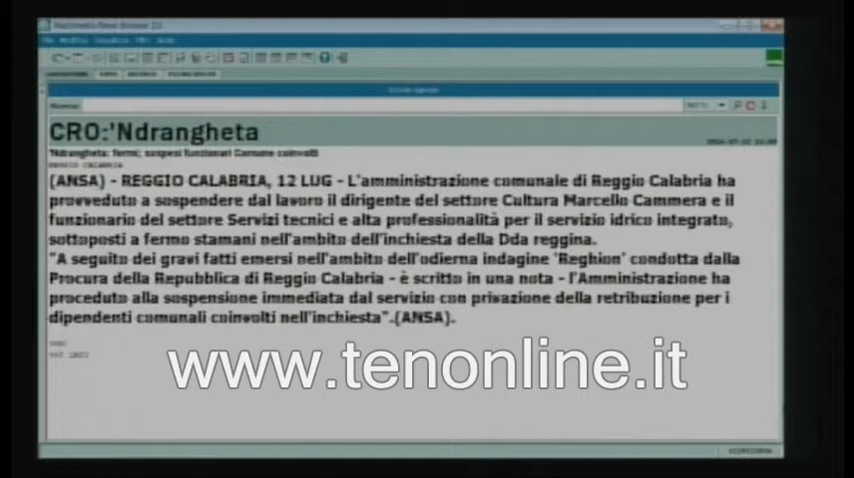 CRO:'Ndrangheta
'Ndrangheta: fermi; sospesi funzionari Comune coinvolti
REGGIO CALABRIA
(ANSA) - REGGIO CALABRIA, 12 LUG - L'amministrazione comunale di Reggio Calabria ha
provveduto a sospendere dal lavoro il dirigente del settore Cultura Marcello Cammera e il
funzionario del settore Servizi tecnici e alta professionalità per il servizio idrico integrato,
sottoposti a fermo stamani nell'ambito dell'inchiesta della Dda reggina.
"A seguito dei gravi fatti emersi nell'ambito dell'odierna indagine 'Reghion' condotta dalla
Procura della Repubblica di Reggio Calabria - è scritto in una nota - l'Amministrazione ha
proceduto alla sospensione immediata dal servizio con privazione della retribuzione per i
dipendenti comunali coinvolti nell'inchiesta".(ANSA).
www.tenonline.it